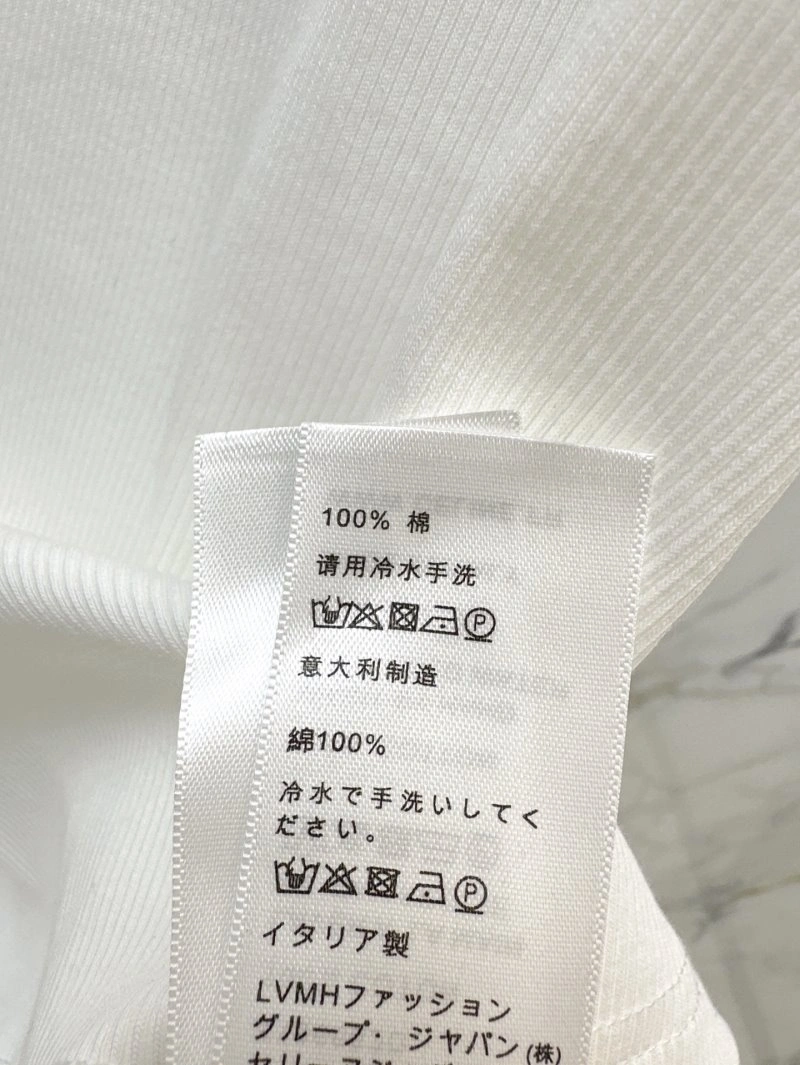 100% 棉
请用冷水手洗
P
意大利制造
綿100%
冷水で手洗いしてく
ださい。
P
イタリア製
LVMHファッション
グループ・ジャパン(株)